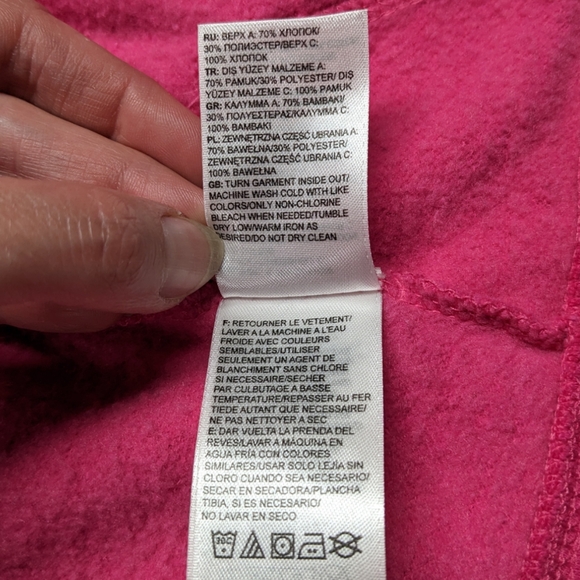 RU: ВЕРХ А: 70% ХЛОПОК/
30% ПОЛИЭСТЕР/ВЕРХ С:
100% ХЛОПОК
TR: DIŞ YÜZEY MALZEME A:
70% PAMUK/30% POLYESTER/ DIŞ
YÜZEY MALZEME C: 100% PAMUK
GR: ΚΑΛΥΜΜΑ Α: 70% ΒΑΜΒΑΚΙ/
30% ΠΟΛΥΕΣΤΕΡΑΣ/ΚΑΛΥΜΜΑ C:
100% ΒΑΜΒΑΚΙ
PL: ZEWNĘTRZNA CZĘŚĆ UBRANIA A:
70% BAWEŁNA/30% POLYESTER/
ZEWNĘTRZNA CZĘŚĆ UBRANIA C:
100% BAWEŁNA
GB: TURN GARMENT INSIDE OUT/
MACHINE WASH COLD WITH LIKE
COLORS/ONLY NON-CHLORINE
BLEACH WHEN NEEDED/TUMBLE
DRY LOW/WARM IRON AS
DESIRED/DO NOT DRY CLEAN
F: RETOURNER LE VETEMENT/
LAVER A LA MACHINE A L'EAU
FROIDE AVEC COULEURS
SEMBLABLES/UTILISER
SEULEMENT UN AGENT DE
BLANCHIMENT SANS CHLORE
SI NECESSAIRE/SECHER
PAR CULBUTAGE A BASSE
TEMPERATURE/REPASSER AU FER
TIEDE AUTANT QUE NECESSAIRE/
NE PAS NETTOYER A SEC
E: DAR VUELTA LA PRENDA DEL
REVES/LAVAR A MÁQUINA EN
AGUA FRÍA CON COLORES
SIMILARES/USAR SOLO LEJÍA SIN
CLORO CUANDO SEA NECESARIO/
SECAR EN SECADORA/PLANCHA
TIBIA, SI ES NECESARIO/
NO LAVAR EN SECO
30C